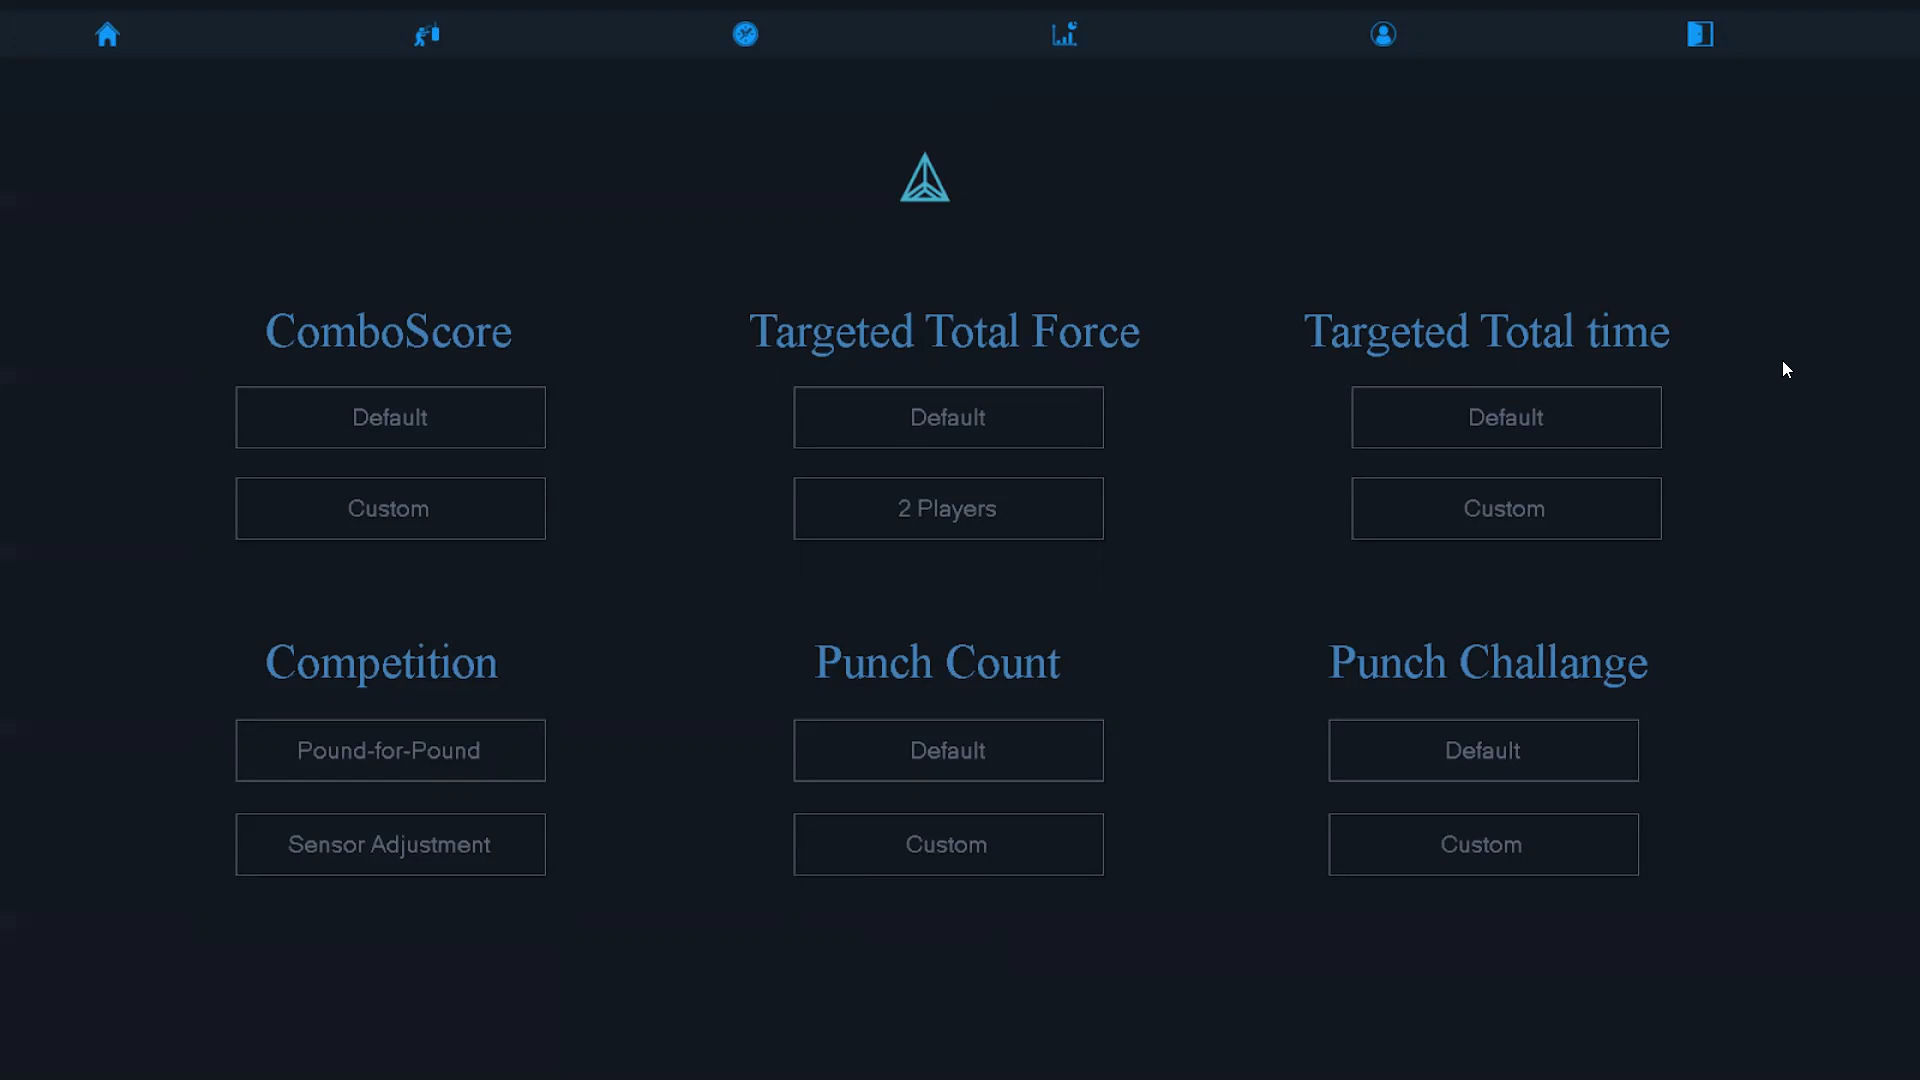 ComboScore
Default
Custom
Targeted Total Force
Default
2 Players
Targeted Total time
Default
Custom
Competition
Pound-for-Pound
Sensor Adjustment
Punch Count
Default
Custom
Punch Challange
Default
Custom